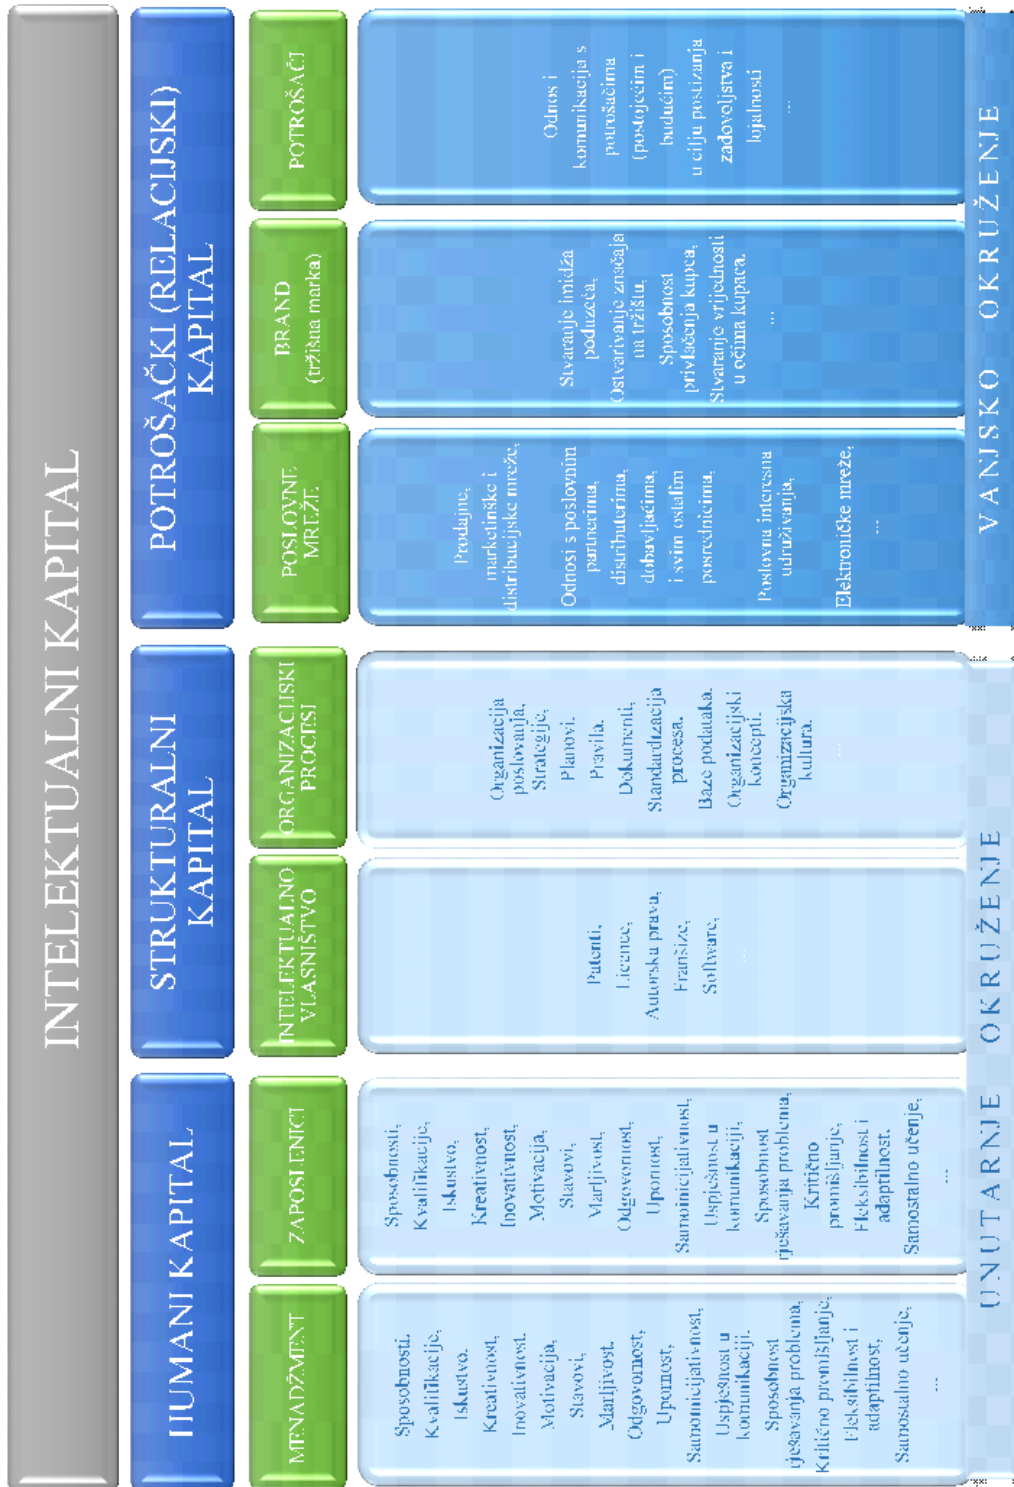 INTELEKTUALNI KAPITAL
HUMANI KAPITAL
STRUKTURALNI
KAPITAL
POTROŠAČKI (RELACIJSKI)
KAPITAL
MENADŽMENT
ZAPOSLENICI
INTELEKTUALNO
VLASNIŠTVO
ORGANIZACIJSKI
PROCESI
POSLOVNE
MREŽE
BRAND
(tržišna marka)
POTROŠAČI
Sposobnosti,
Kvalifikacije,
Iskustvo,
Kreativnost,
Inovativnost,
Motivacija,
Stavovi,
Marljivost,
Odgovornost,
Upornost,
Samoinicijativnost,
Uspješnost u
komunikaciji,
Sposobnost
rješavanja problema,
Kritično promišljanje,
Fleksibilnost i
adaptilnost,
Samostalno učenje,
...
Sposobnosti,
Kvalifikacije,
Iskustvo,
Kreativnost,
Inovativnost,
Motivacija,
Stavovi,
Marljivost,
Odgovornost,
Upornost,
Samoinicijativnost,
Uspješnost u
komunikaciji,
Sposobnost
rješavanja problema,
Kritično
promišljanje,
Fleksibilnost i
adaptilnost,
Samostalno učenje,
...
Patenti,
Licence,
Autorska prava,
Franšize,
Software,
...
Organizacija
poslovanja,
Strategije,
Planovi,
Pravila,
Dokumenti,
Standardizacija
procesa,
Baze podataka,
Organizacijski
koncepti,
Organizacijska
kultura,
...
Prodajne,
marketinške i
distribucijske mreže,
Odnosi s poslovnim
partnerima,
distributerima,
dobavljačima,
i svim ostalim
posrednicima,
Poslovna interesna
udruživanja,
Elektroničke mreže,
...
Stvaranje imidža
poduzeća,
Ostvarivanje značaja
na tržištu,
Sposobnost
privlačenja kupca,
Stvaranje vrijednosti
u očima kupaca,
...
Odnos i
komunikacija s
potrošačima
(postojećim i
budućim)
u cilju postizanja
zadovoljstva i
lojalnosti
...
UNUTARNJE OKRUŽENJE
VANJSKO OKRUŽENJE